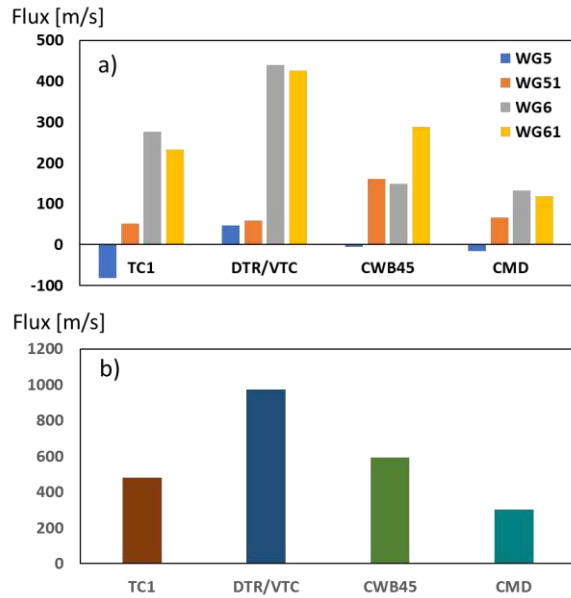 Flux [m/s]
500
400
300
200
100
0
-100
a)
WG5
WG51
WG6
WG61
TC1 DTR/VTC CWB45 CMD
Flux [m/s]
1200
1000
800
600
400
200
0
b)
TC1 DTR/VTC CWB45 CMD